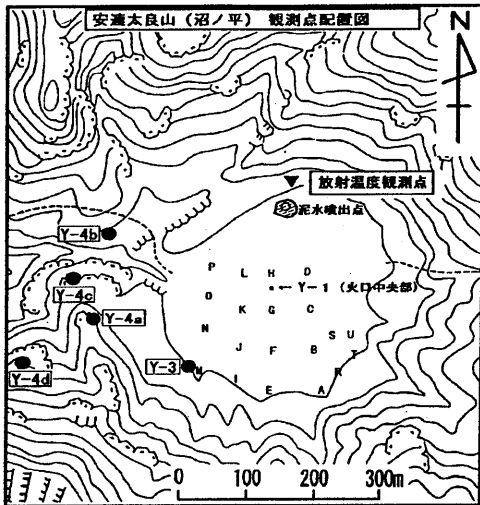 安達太良山（沼ノ平） 観測点配置図
N
放射温度観測点
泥水噴出点
Y-4b
P L H D
←Y-1（火口中央部）
Y-4c
O K G C
Y-4a
N
S U
J F B T
Y-3
M I E A R
Y-4d
0 100 200 300m